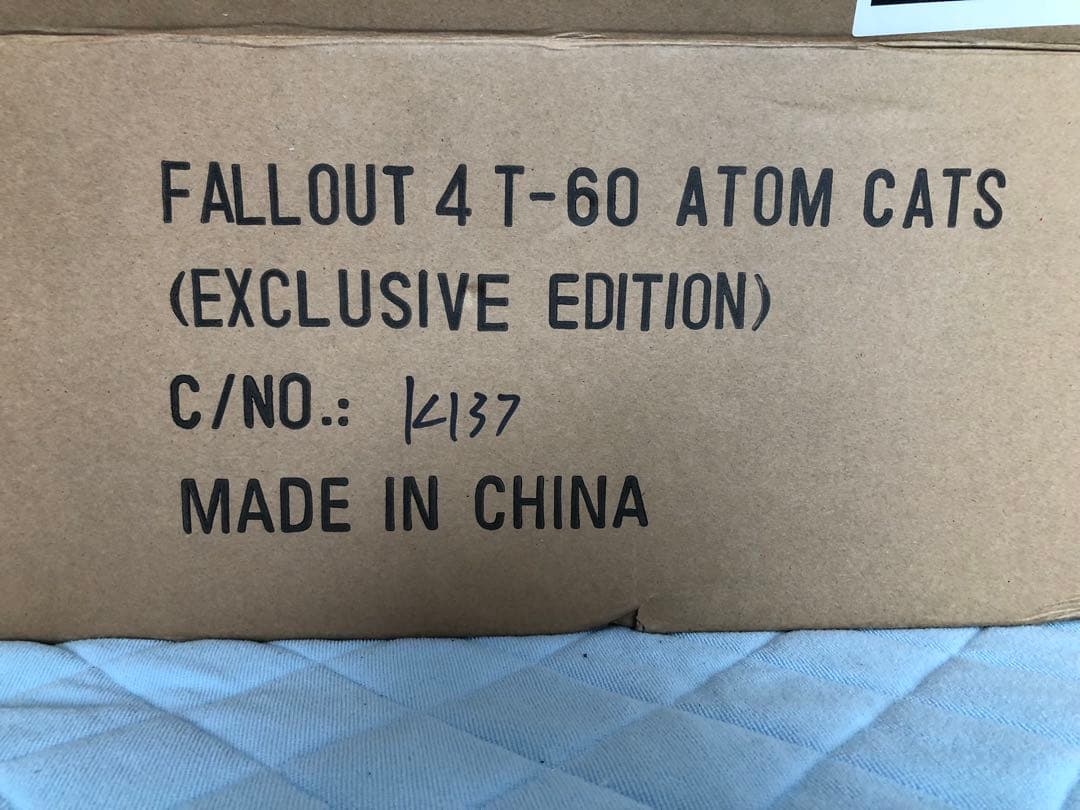 FALLOUT 4 T-60 ATOM CATS
(EXCLUSIVE EDITION)
C/NO.: K137
MADE IN CHINA